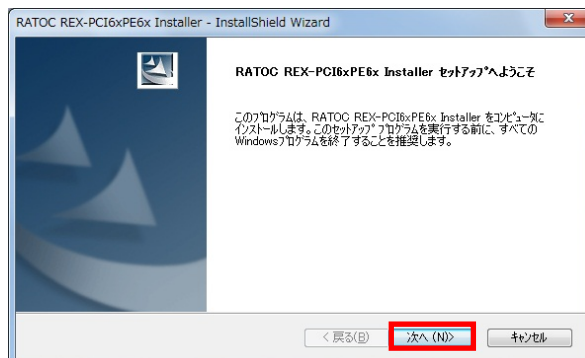 RATOC REX-PCI6xPE6x Installer - InstallShield Wizard
RATOC REX-PCI6xPE6x Installer ｾｯﾄｱｯﾌﾟへようこそ
このﾌﾟﾛｸﾞﾗﾑは、RATOC REX-PCI6xPE6x Installer をｺﾝﾋﾟｭｰﾀに
ｲﾝｽﾄｰﾙします。このｾｯﾄｱｯﾌﾟ ﾌﾟﾛｸﾞﾗﾑを実行する前に、すべての
Windowsﾌﾟﾛｸﾞﾗﾑを終了することを推奨します。
< 戻る(B)
次へ (N)>
ｷｬﾝｾﾙ